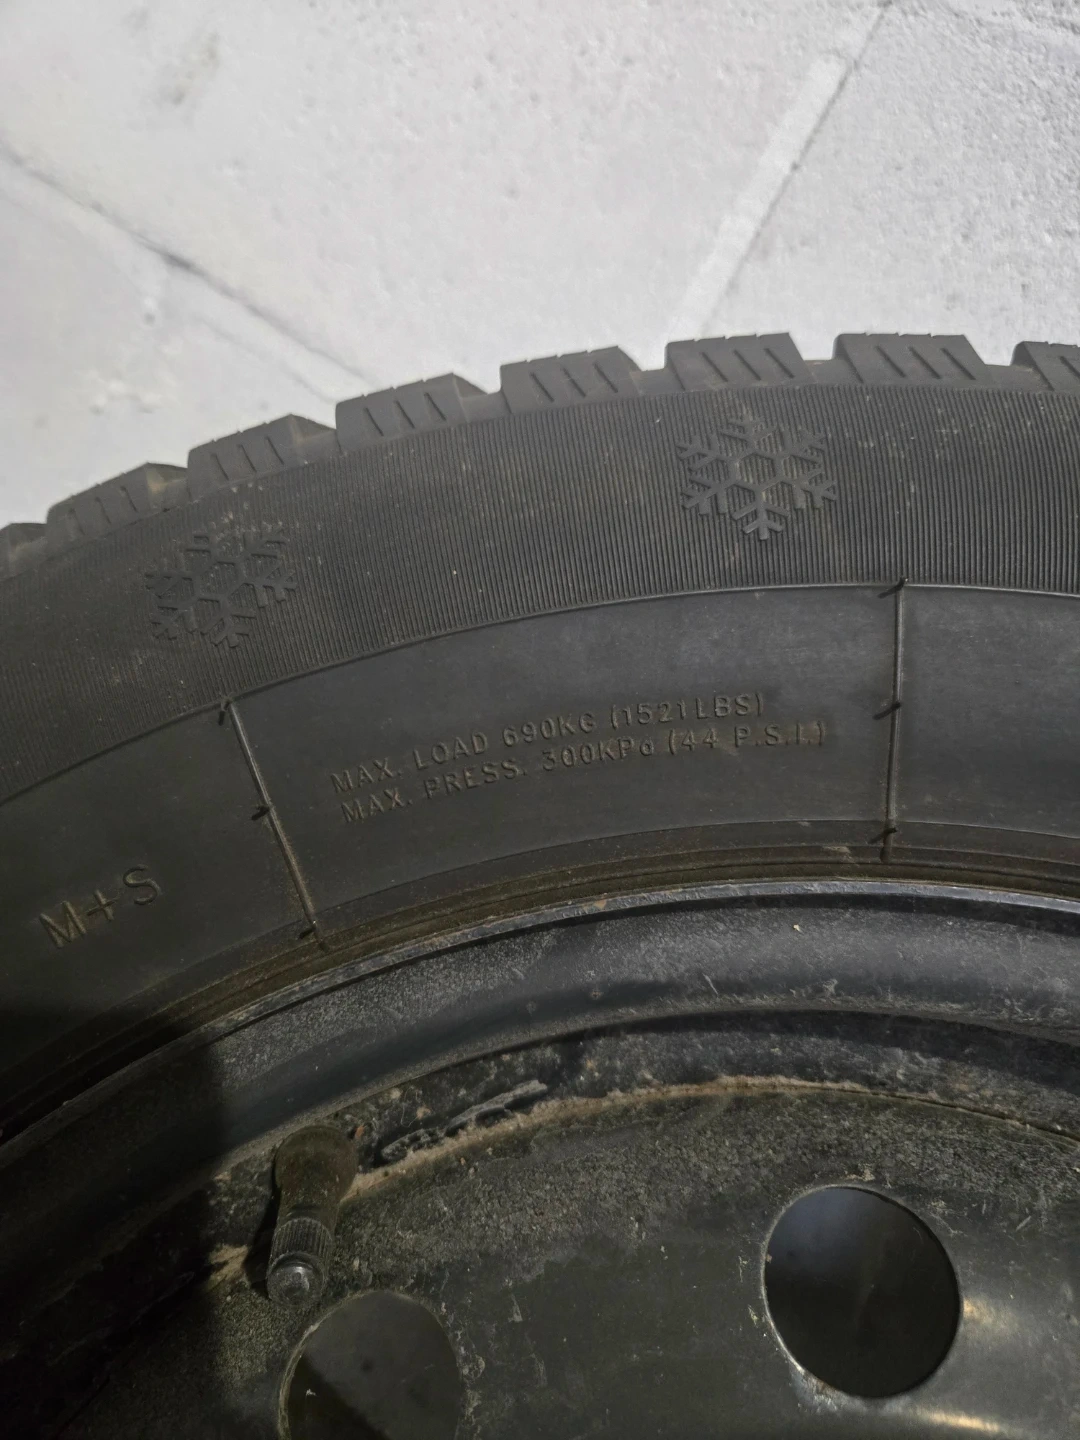 MAX. LOAD 690KG (1521LBS)
MAX. PRESS. 300KPa (44 P.S.I.)
M+S